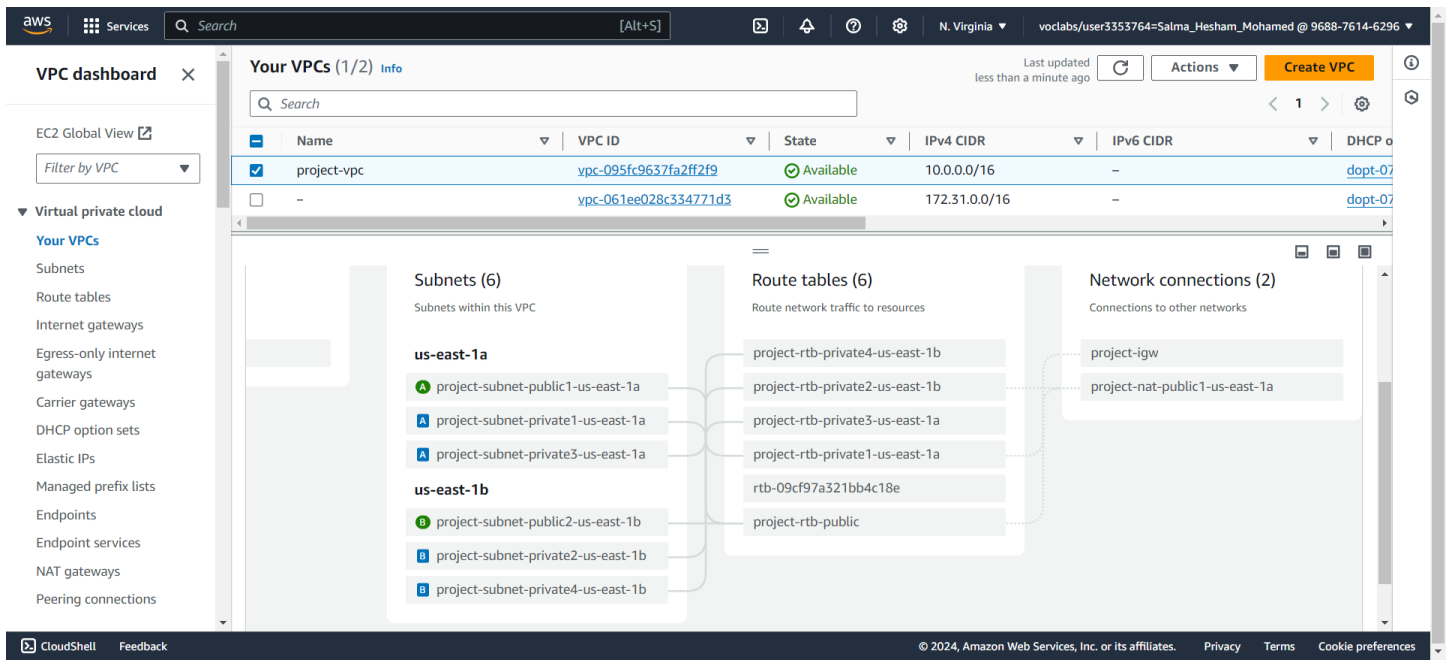 aws Services Search [Alt+S] N. Virginia voclabs/user3353764=Salma_Hesham_Mohamed @ 9688-7614-6296
VPC dashboard
EC2 Global View
Filter by VPC
Virtual private cloud
Your VPCs
Subnets
Route tables
Internet gateways
Egress-only internet
gateways
Carrier gateways
DHCP option sets
Elastic IPs
Managed prefix lists
Endpoints
Endpoint services
NAT gateways
Peering connections
Your VPCs (1/2) Info
Last updated
less than a minute ago
Actions
Create VPC
Search
1
Name VPC ID State IPv4 CIDR IPv6 CIDR DHCP o
project-vpc vpc-095fc9637fa2ff2f9 Available 10.0.0.0/16 – dopt-07
– vpc-061ee028c334771d3 Available 172.31.0.0/16 – dopt-07
Subnets (6)
Subnets within this VPC
us-east-1a
A project-subnet-public1-us-east-1a
A project-subnet-private1-us-east-1a
A project-subnet-private3-us-east-1a
us-east-1b
B project-subnet-public2-us-east-1b
B project-subnet-private2-us-east-1b
B project-subnet-private4-us-east-1b
Route tables (6)
Route network traffic to resources
project-rtb-private4-us-east-1b
project-rtb-private2-us-east-1b
project-rtb-private3-us-east-1a
project-rtb-private1-us-east-1a
rtb-09cf97a321bb4c18e
project-rtb-public
Network connections (2)
Connections to other networks
project-igw
project-nat-public1-us-east-1a
CloudShell Feedback © 2024, Amazon Web Services, Inc. or its affiliates. Privacy Terms Cookie preferences